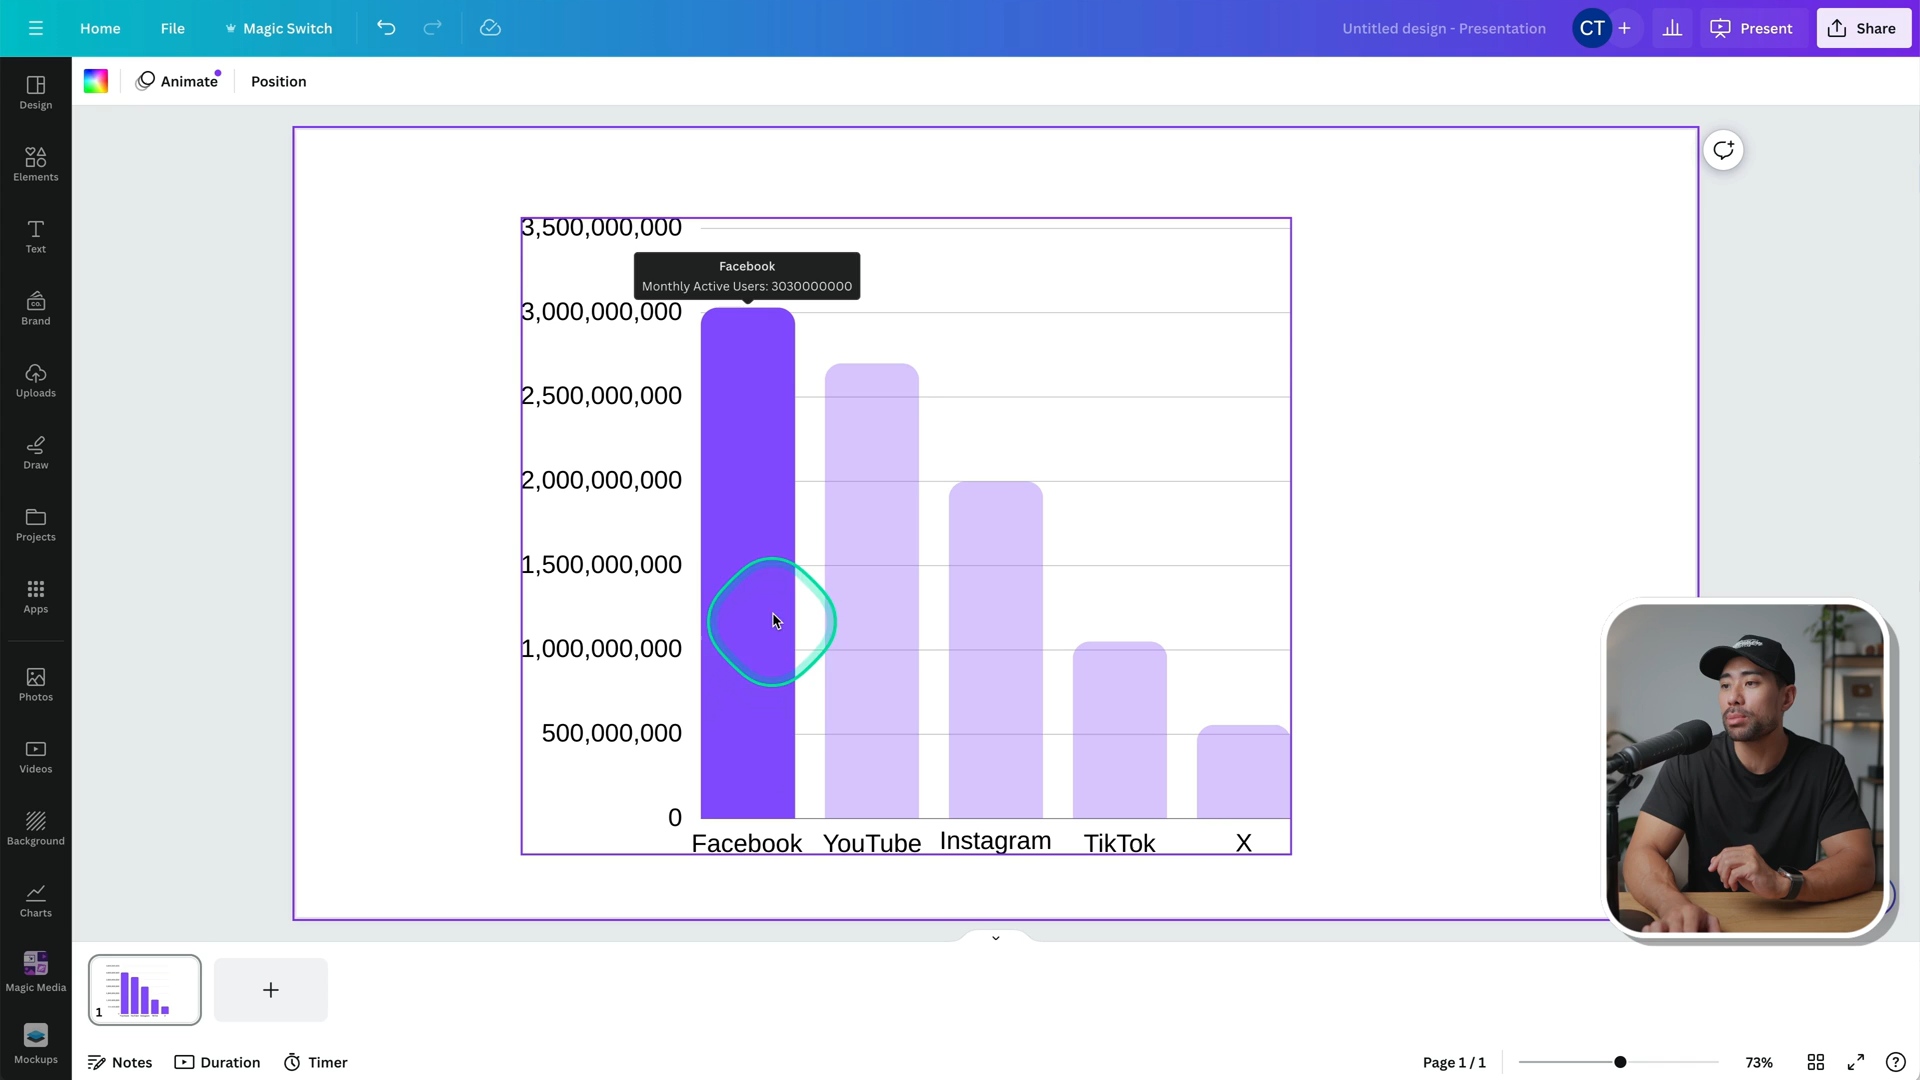 Home File Magic Switch Untitled design - Presentation CT + Present Share
Animate Position
Design
Elements
Text
Brand
CO.
Uploads
Draw
Projects
Apps
Photos
Videos
Background
Charts
Magic Media
Mockups
3,500,000,000
Facebook
Monthly Active Users: 3030000000
3,000,000,000
2,500,000,000
2,000,000,000
1,500,000,000
1,000,000,000
500,000,000
0
Facebook YouTube Instagram TikTok X
1
+
Notes Duration Timer Page 1 / 1 73% ?